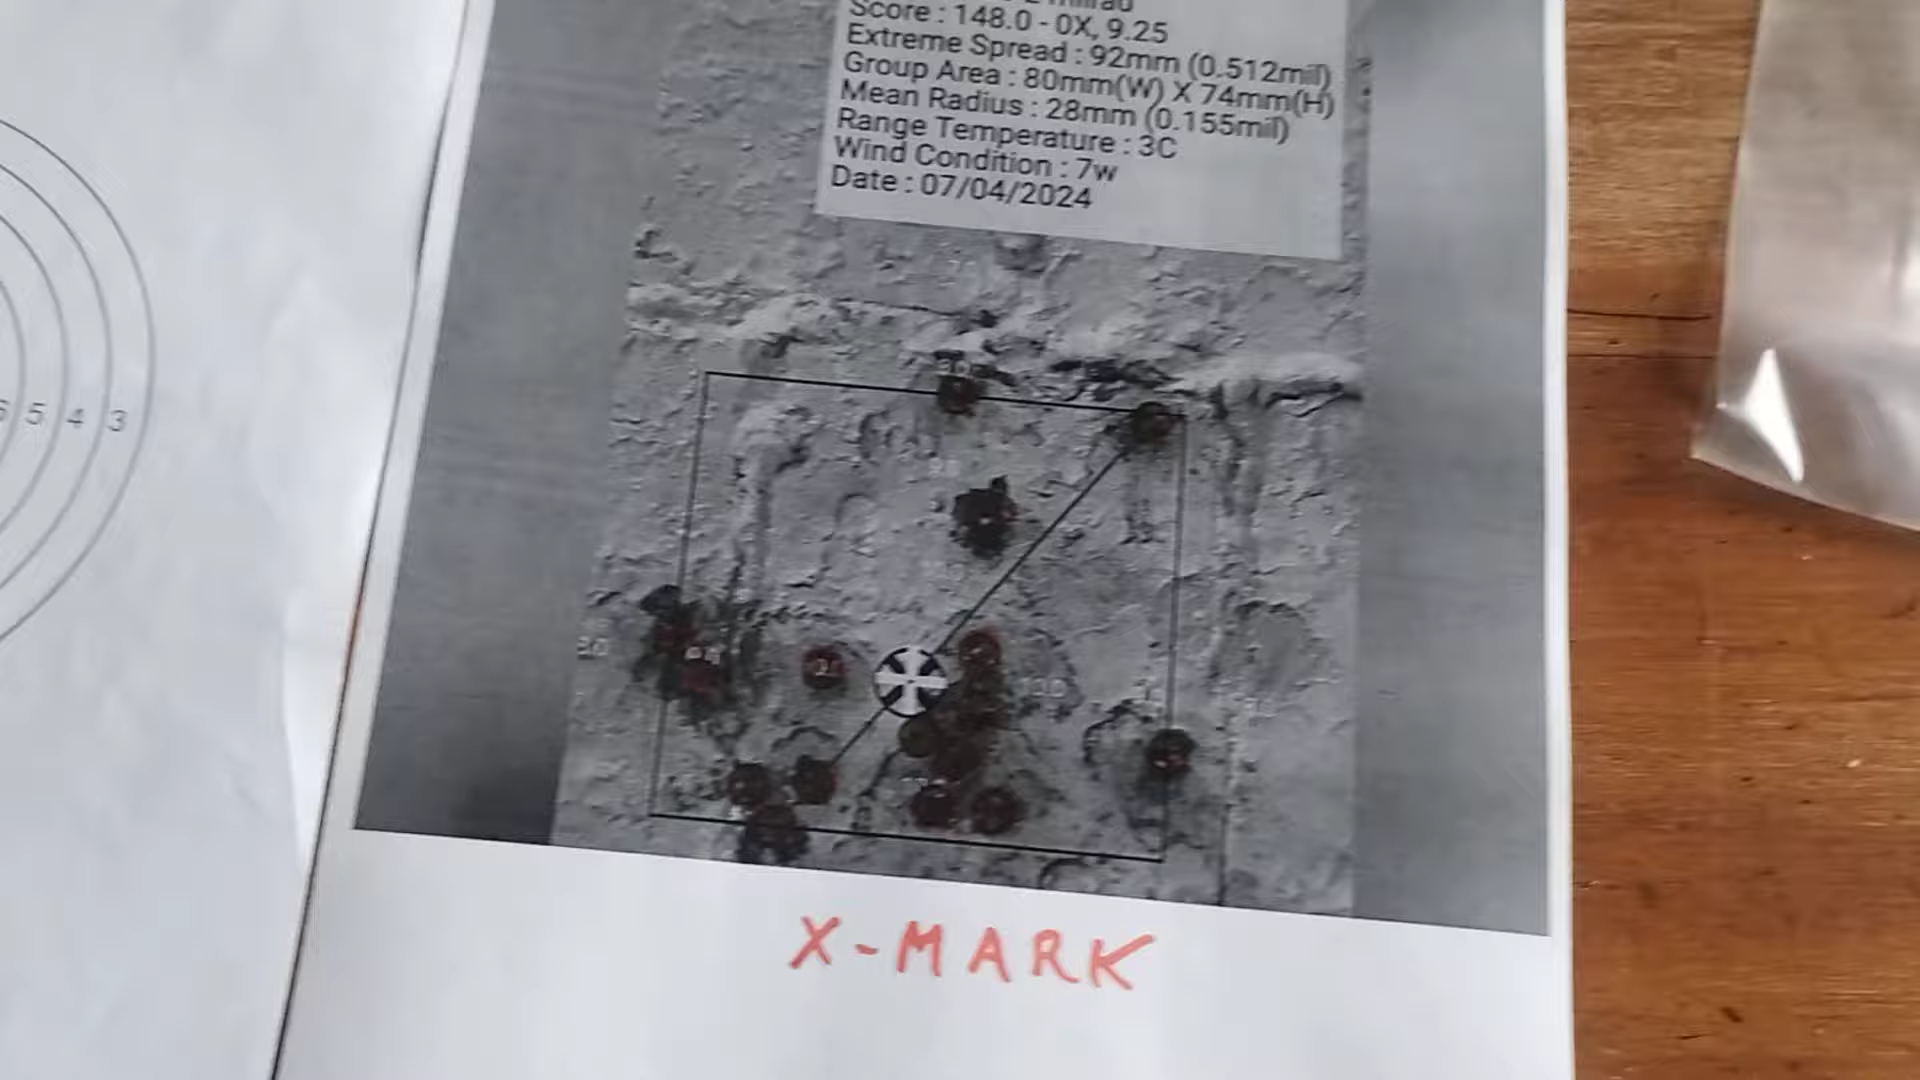 Score : 148.0 - 0X, 9.25
Extreme Spread : 92mm (0.512mil)
Group Area : 80mm(W) X 74mm(H)
Mean Radius : 28mm (0.155mil)
Range Temperature : 3C
Wind Condition : 7w
Date : 07/04/2024
5 4 3
X-MARK